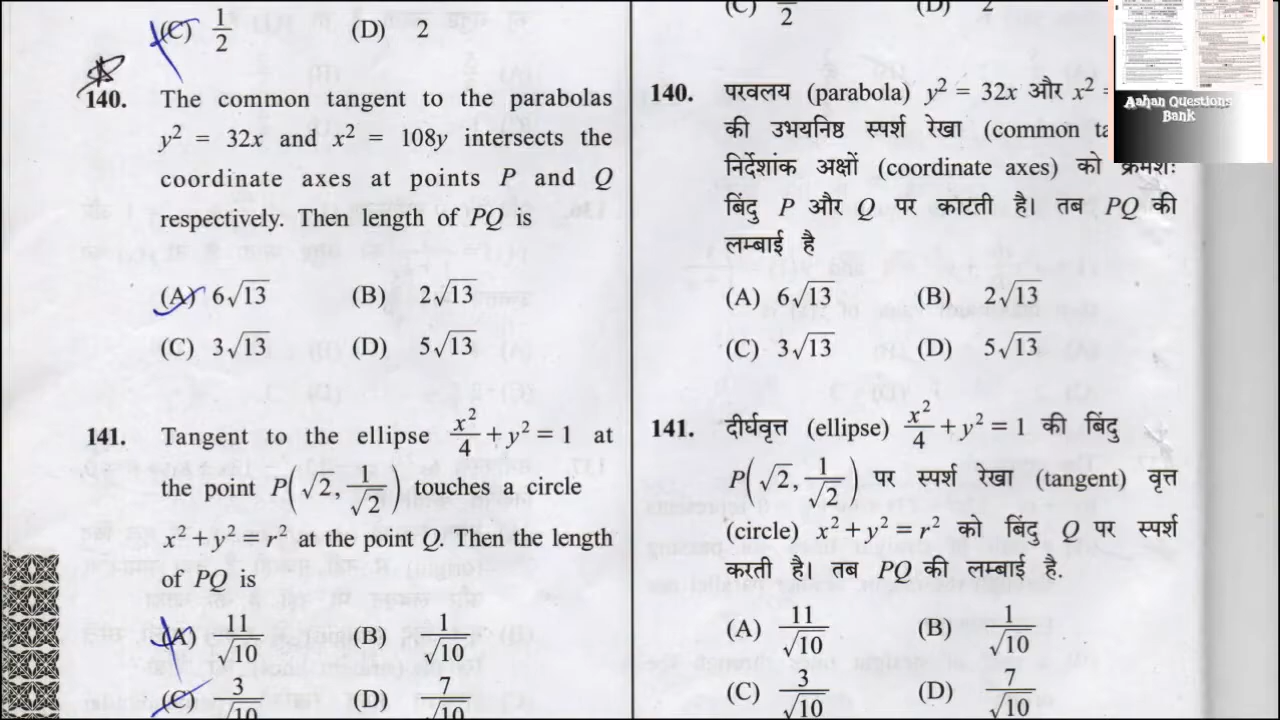 (C) 1/2 (D) 2
140. The common tangent to the parabolas
y² = 32x and x² = 108y intersects the
coordinate axes at points P and Q
respectively. Then length of PQ is
(A) 6√13 (B) 2√13
(C) 3√13 (D) 5√13
141. Tangent to the ellipse x²/4 + y² = 1 at
the point P(√2, 1/√2) touches a circle
x² + y² = r² at the point Q. Then the length
of PQ is
(A) 11/√10 (B) 1/√10
(C) 3/√10 (D) 7/√10
(C) 2 (D) 2
140. परवलय (parabola) y² = 32x और x² =
की उभयनिष्ठ स्पर्श रेखा (common ta
निर्देशांक अक्षों (coordinate axes) को क्रमशः
बिंदु P और Q पर काटती है। तब PQ की
लम्बाई है
(A) 6√13 (B) 2√13
(C) 3√13 (D) 5√13
141. दीर्घवृत्त (ellipse) x²/4 + y² = 1 की बिंदु
P(√2, 1/√2) पर स्पर्श रेखा (tangent) वृत्त
(circle) x² + y² = r² को बिंदु Q पर स्पर्श
करती है। तब PQ की लम्बाई है.
(A) 11/√10 (B) 1/√10
(C) 3/√10 (D) 7/√10
Aahan Questions
Bank